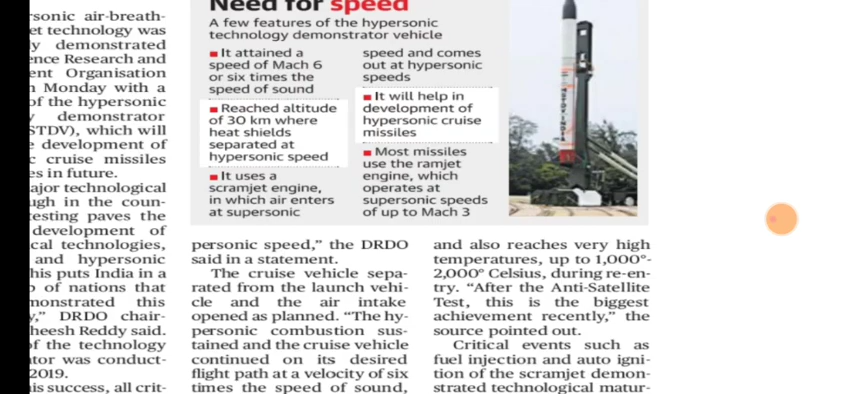 sonic air-breath-
et technology was
demonstrated
Research and
Organisation
Monday with a
of the hypersonic
demonstrator
STDV), which will
development of
cruise missiles
in future.
technological
in the coun-
testing paves the
development of
technologies,
and hypersonic
puts India in a
of nations that
this
DRDO chair-
Reddy said.
of the technology
was conduct-
2019.
success, all crit-
Need for speed
A few features of the hypersonic
technology demonstrator vehicle
It attained a
speed of Mach 6
or six times the
speed of sound
Reached altitude
of 30 km where
heat shields
separated at
hypersonic speed
It uses a
scramjet engine,
in which air enters
at supersonic
speed and comes
out at hypersonic
speeds
It will help in
development of
hypersonic cruise
missiles
Most missiles
use the ramjet
engine, which
operates at
supersonic speeds
of up to Mach 3
personic speed,” the DRDO
said in a statement.
The cruise vehicle sepa-
rated from the launch vehi-
cle and the air intake
opened as planned. “The hy-
personic combustion sus-
tained and the cruise vehicle
continued on its desired
flight path at a velocity of six
times the speed of sound,
and also reaches very high
temperatures, up to 1,000°-
2,000° Celsius, during re-en-
try. “After the Anti-Satellite
Test, this is the biggest
achievement recently,” the
source pointed out.
Critical events such as
fuel injection and auto igni-
tion of the scramjet demon-
strated technological matur-